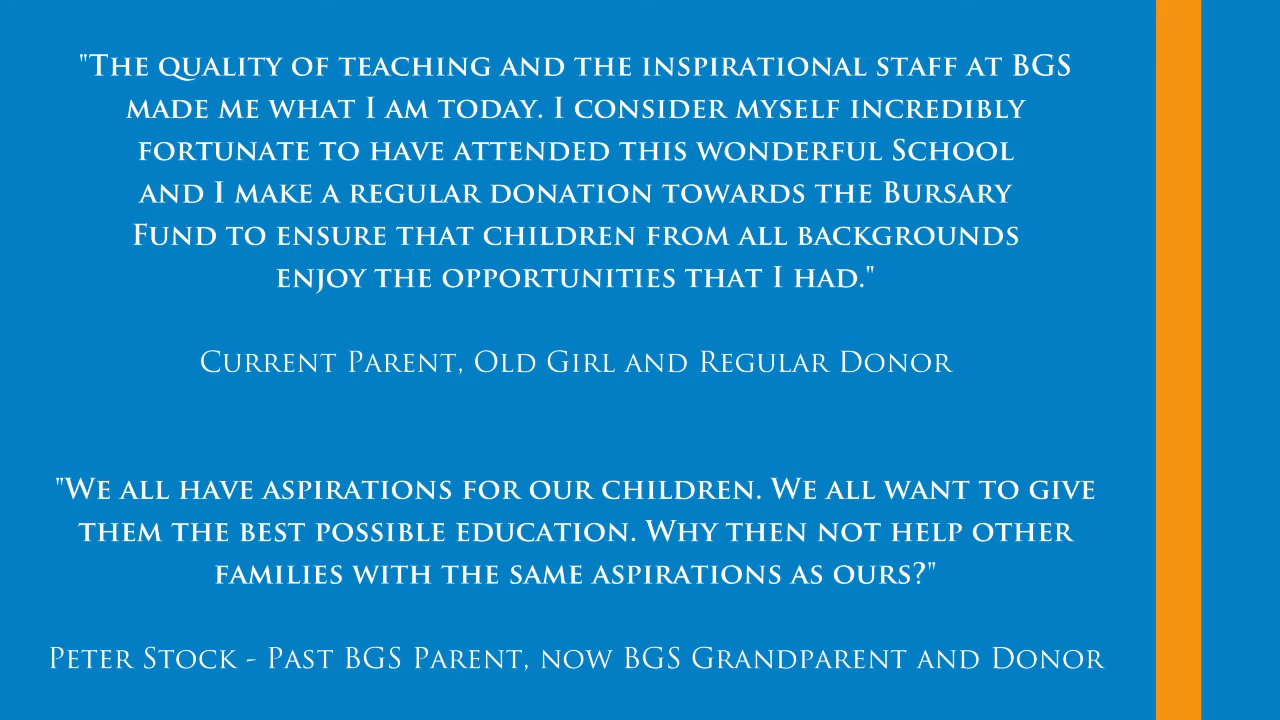 "The quality of teaching and the inspirational staff at BGS
made me what I am today. I consider myself incredibly
fortunate to have attended this wonderful School
and I make a regular donation towards the Bursary
Fund to ensure that children from all backgrounds
enjoy the opportunities that I had."
Current Parent, Old Girl and Regular Donor
"We all have aspirations for our children. We all want to give
them the best possible education. Why then not help other
families with the same aspirations as ours?"
Peter Stock - Past BGS Parent, now BGS Grandparent and Donor